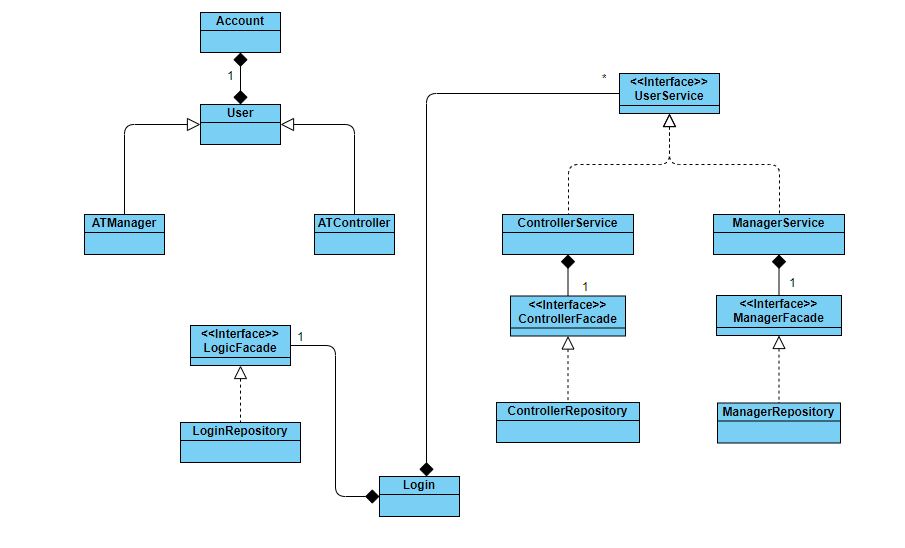 Account
1
User
ATManager
ATController
*
<<Interface>>
UserService
ControllerService
ManagerService
1
<<Interface>>
ControllerFacade
1
<<Interface>>
ManagerFacade
ControllerRepository
ManagerRepository
<<Interface>>
LogicFacade
1
LoginRepository
Login